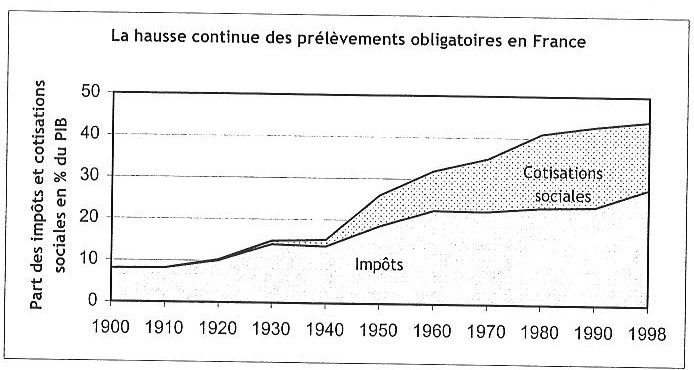 La hausse continue des prélèvements obligatoires en France
Part des impôts et cotisations
sociales en % du PIB
50
40
30
20
10
0
Cotisations
sociales
Impôts
1900 1910 1920 1930 1940 1950 1960 1970 1980 1990 1998